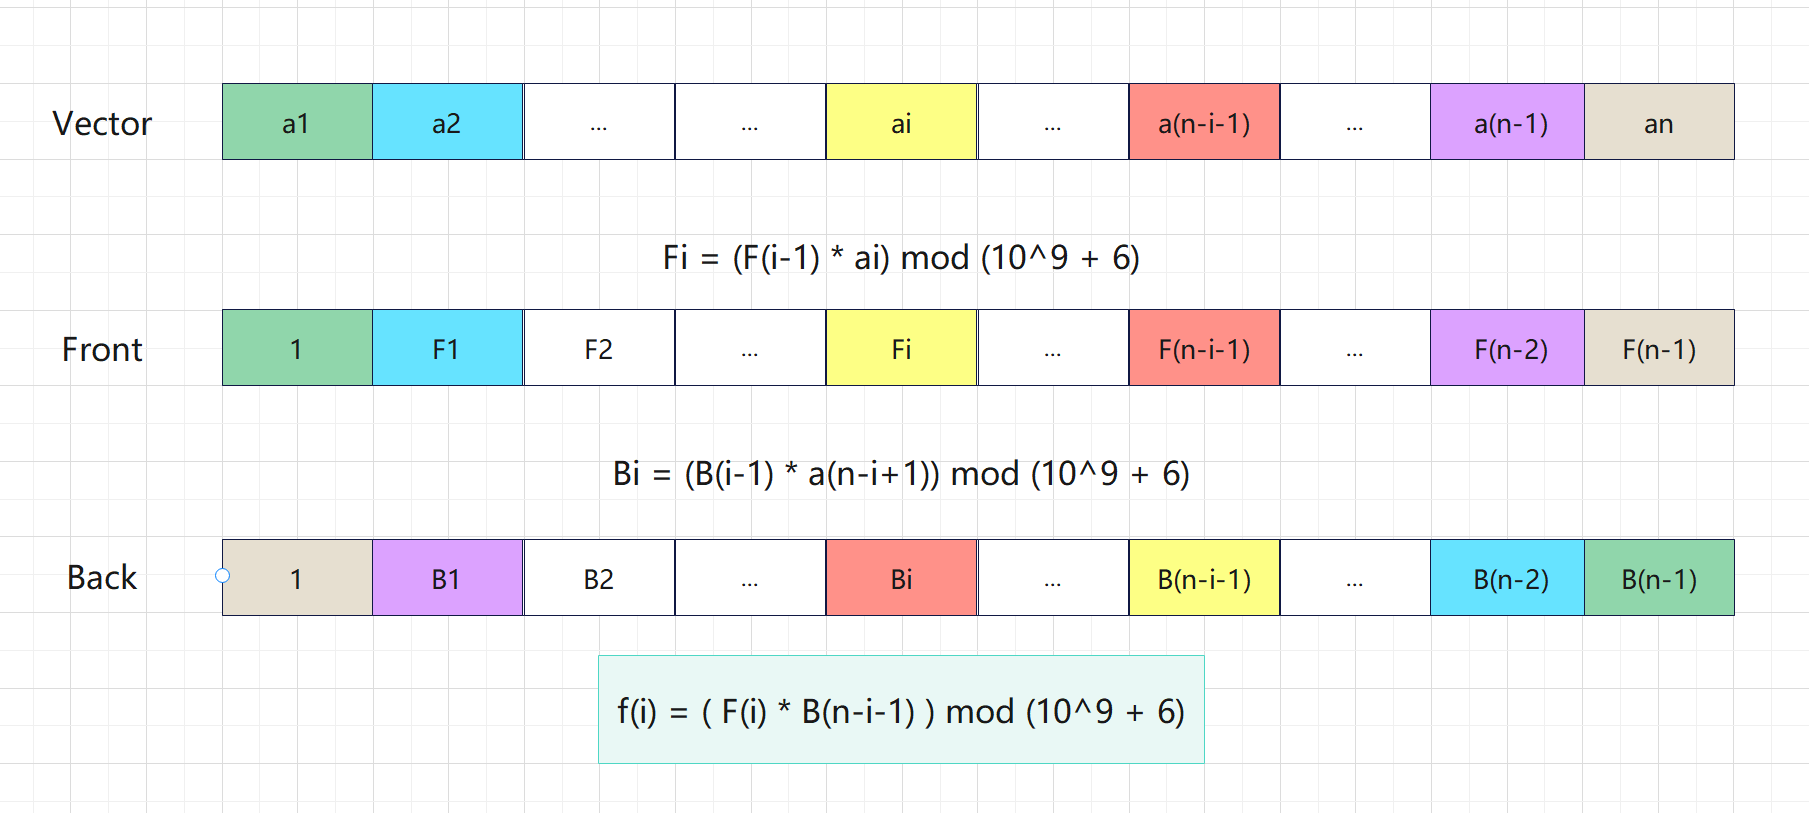 Vector a1 a2 ... ... ai ... a(n-i-1) ... a(n-1) an
Fi = (F(i-1) * ai) mod (10^9 + 6)
Front 1 F1 F2 ... Fi ... F(n-i-1) ... F(n-2) F(n-1)
Bi = (B(i-1) * a(n-i+1)) mod (10^9 + 6)
Back 1 B1 B2 ... Bi ... B(n-i-1) ... B(n-2) B(n-1)
f(i) = ( F(i) * B(n-i-1) ) mod (10^9 + 6)